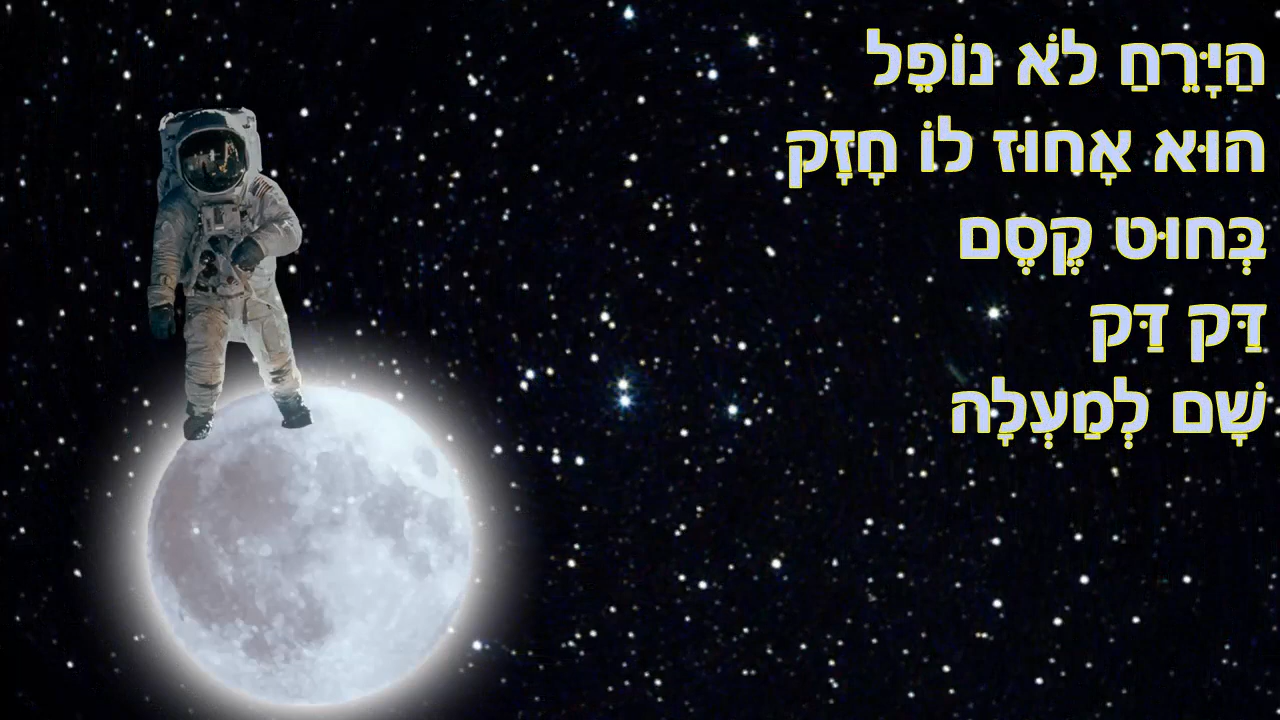 הַיָּרֵחַ לֹא נוֹפֵל
הוּא אָחוּז לוֹ חָזָק
בְּחוּט קֶסֶם
דַּק דַּק
שָׁם לְמַעְלָה